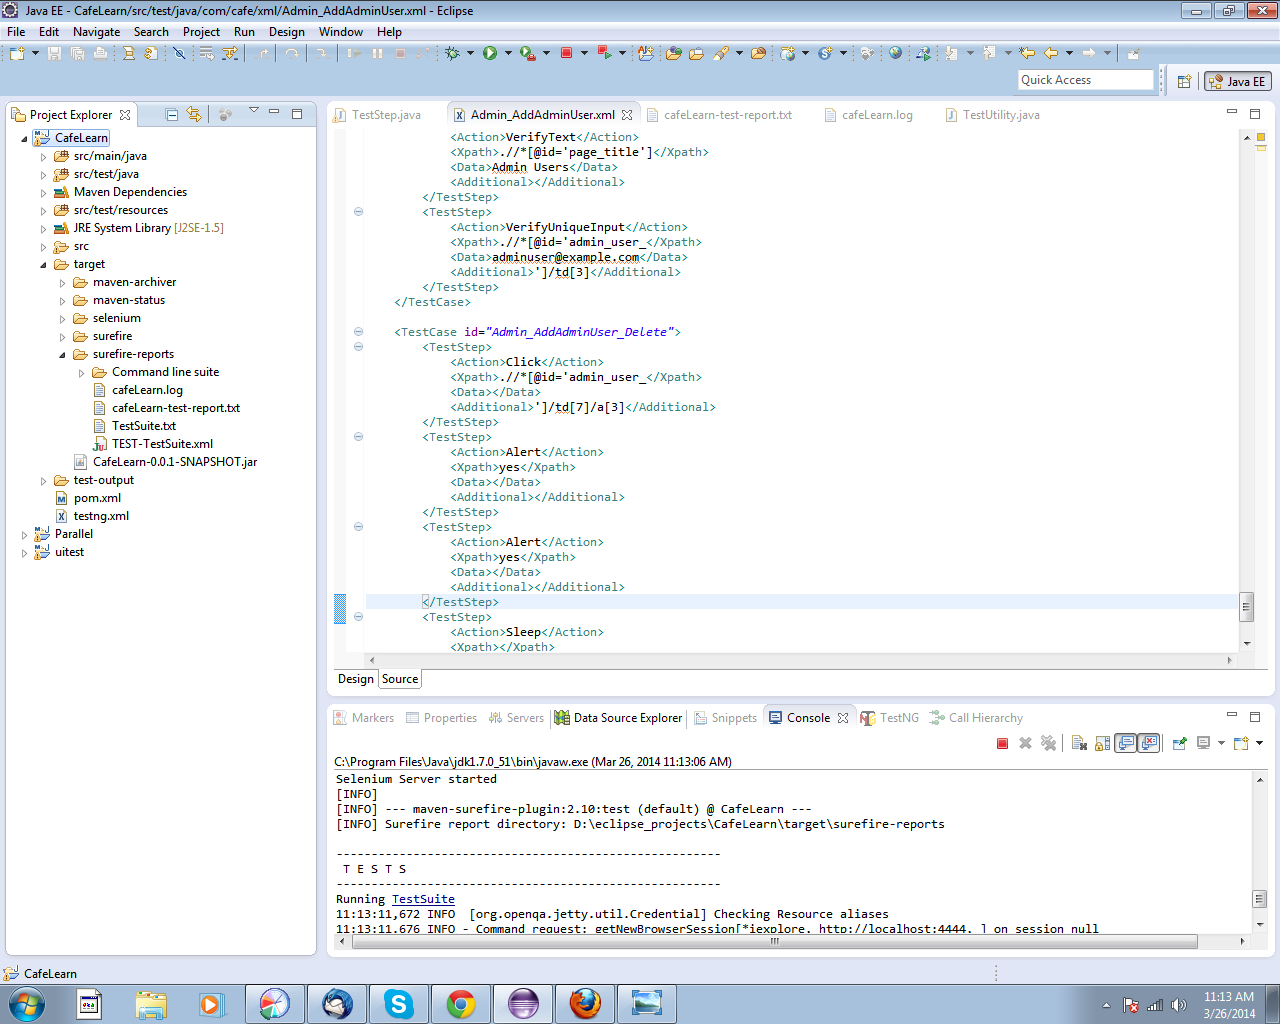 Java EE - CafeLearn/src/test/java/com/cafe/xml/Admin_AddAdminUser.xml - Eclipse
File Edit Navigate Search Project Run Design Window Help
Quick Access
Java EE
Project Explorer
CafeLearn
src/main/java
src/test/java
Maven Dependencies
src/test/resources
JRE System Library [J2SE-1.5]
src
target
maven-archiver
maven-status
selenium
surefire
surefire-reports
Command line suite
cafeLearn.log
cafeLearn-test-report.txt
TestSuite.txt
TEST-TestSuite.xml
CafeLearn-0.0.1-SNAPSHOT.jar
test-output
pom.xml
testng.xml
Parallel
uitest
TestStep.java Admin_AddAdminUser.xml cafeLearn-test-report.txt cafeLearn.log TestUtility.java
<Action>VerifyText</Action>
<Xpath>.//*[@id='page_title']</Xpath>
<Data>Admin Users</Data>
<Additional></Additional>
</TestStep>
<TestStep>
<Action>VerifyUniqueInput</Action>
<Xpath>.//*[@id='admin_user_</Xpath>
<Data>adminuser@example.com</Data>
<Additional>']/td[3]</Additional>
</TestStep>
</TestCase>
<TestCase id="Admin_AddAdminUser_Delete">
<TestStep>
<Action>Click</Action>
<Xpath>.//*[@id='admin_user_</Xpath>
<Data></Data>
<Additional>']/td[7]/a[3]</Additional>
</TestStep>
<TestStep>
<Action>Alert</Action>
<Xpath>yes</Xpath>
<Data></Data>
<Additional></Additional>
</TestStep>
<TestStep>
<Action>Alert</Action>
<Xpath>yes</Xpath>
<Data></Data>
<Additional></Additional>
</TestStep>
<TestStep>
<Action>Sleep</Action>
<Xpath></Xpath>
Design Source
Markers Properties Servers Data Source Explorer Snippets Console TestNG Call Hierarchy
C:\Program Files\Java\jdk1.7.0_51\bin\javaw.exe (Mar 26, 2014 11:13:06 AM)
Selenium Server started
[INFO]
[INFO] --- maven-surefire-plugin:2.10:test (default) @ CafeLearn ---
[INFO] Surefire report directory: D:\eclipse_projects\CafeLearn\target\surefire-reports
-------------------------------------------------------
T E S T S
-------------------------------------------------------
Running TestSuite
11:13:11,672 INFO  [org.openqa.jetty.util.Credential] Checking Resource aliases
11:13:11,676 INFO - Command request: getNewBrowserSession[*iexplore, http://localhost:4444, ] on session null
CafeLearn
11:13 AM
3/26/2014